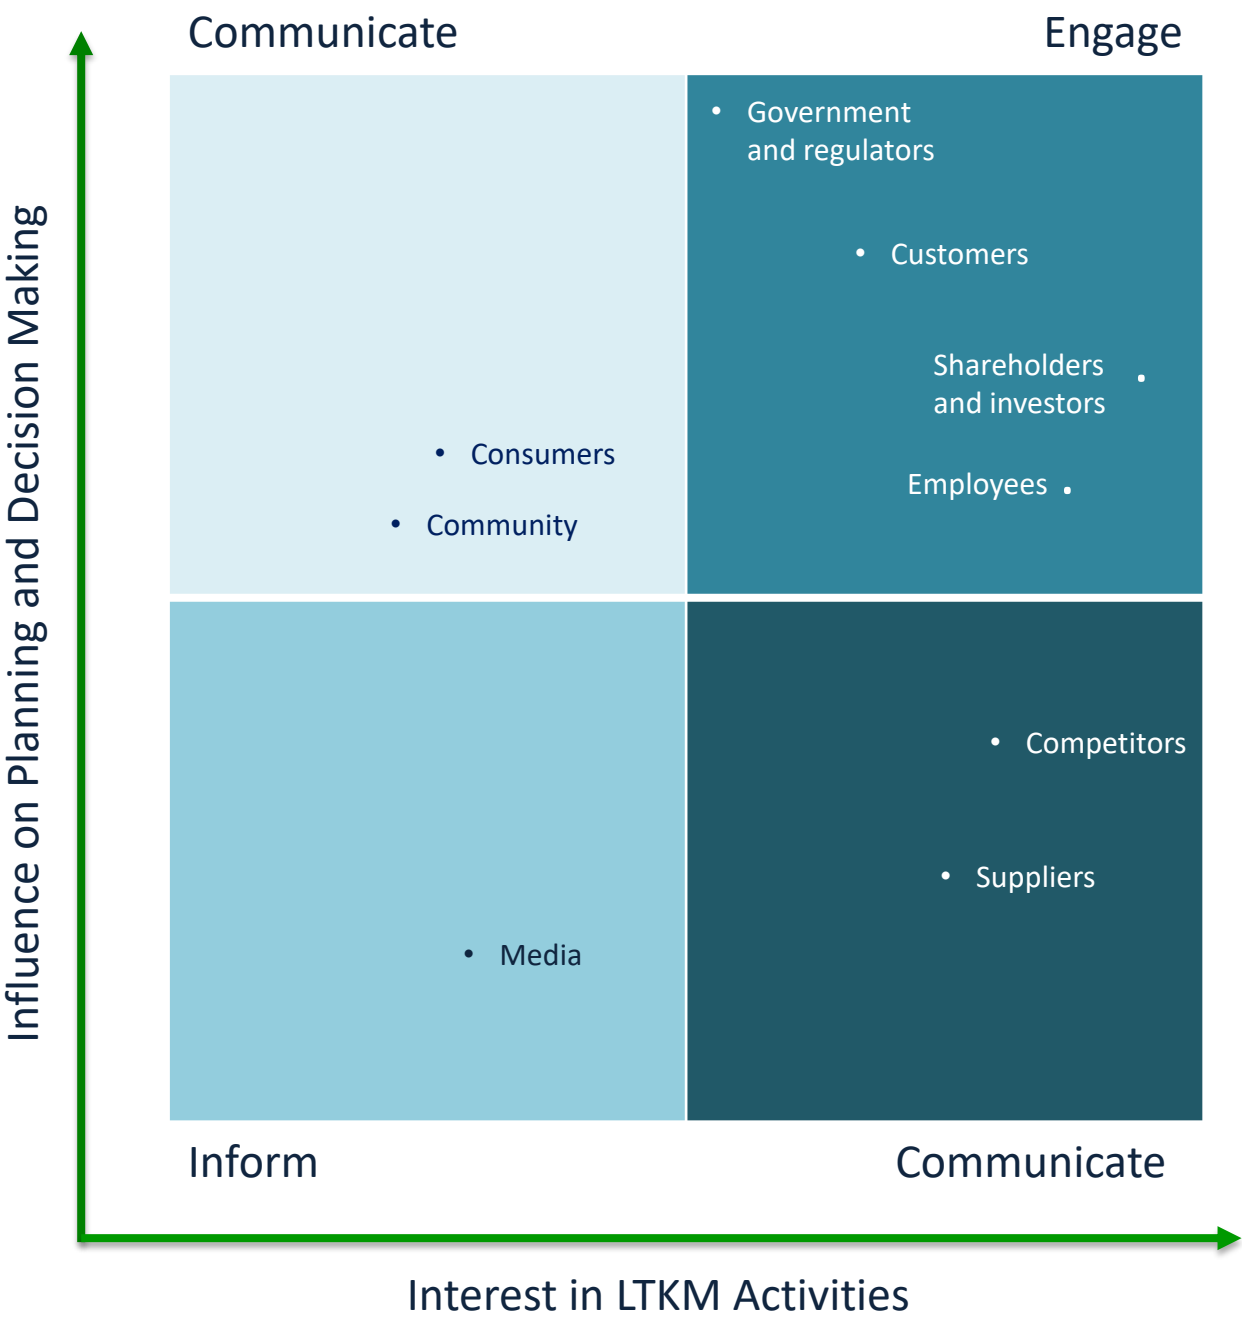 Communicate
Engage
Influence on Planning and Decision Making
• Government
and regulators
• Customers
Shareholders
and investors
• Consumers
Employees
• Community
• Competitors
• Suppliers
• Media
Inform
Communicate
Interest in LTKM Activities